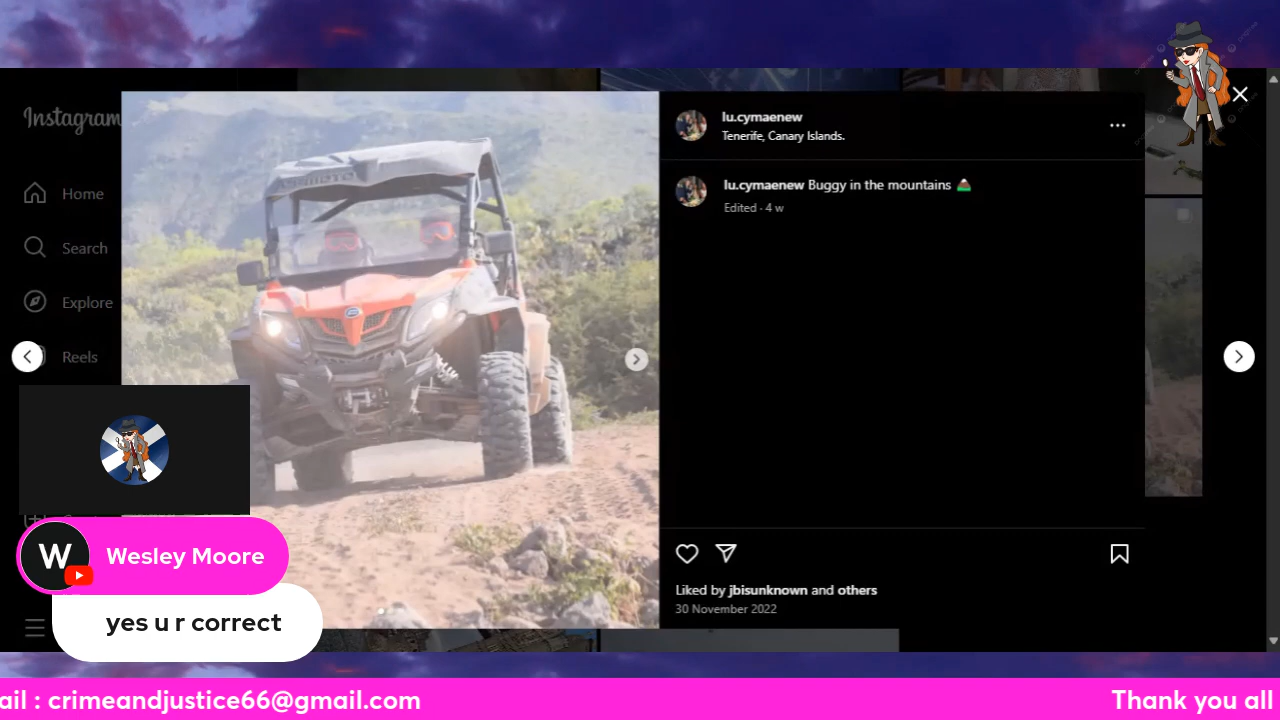 Instagram
Home
Search
Explore
Reels
lu.cymaenew
Tenerife, Canary Islands.
lu.cymaenew Buggy in the mountains
Edited · 4 w
Liked by jbisunknown and others
30 November 2022
W
Wesley Moore
yes u r correct
ail : crimeandjustice66@gmail.com
Thank you all